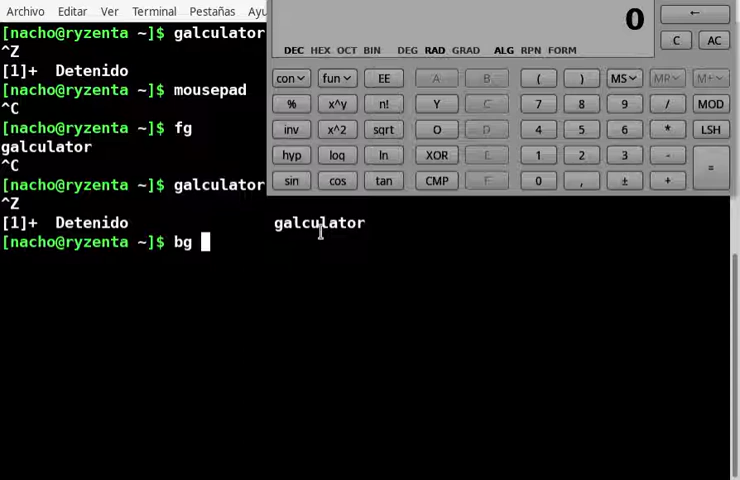 Archivo Editar Ver Terminal Pestañas Ayu
[nacho@ryzenta ~]$ galculator
^Z
[1]+ Detenido
[nacho@ryzenta ~]$ mousepad
^C
[nacho@ryzenta ~]$ fg
galculator
^C
[nacho@ryzenta ~]$ galculator
^Z
[1]+ Detenido galculator
[nacho@ryzenta ~]$ bg
0
DEC HEX OCT BIN DEG RAD GRAD ALG RPN FORM
← 
C AC
con fun EE A B ( ) MS MR M+
% x^y n! Y C 7 8 9 / MOD
inv x^2 sqrt O D 4 5 6 * LSH
hyp log ln XOR E 1 2 3 - =
sin cos tan CMP F 0 , ± +